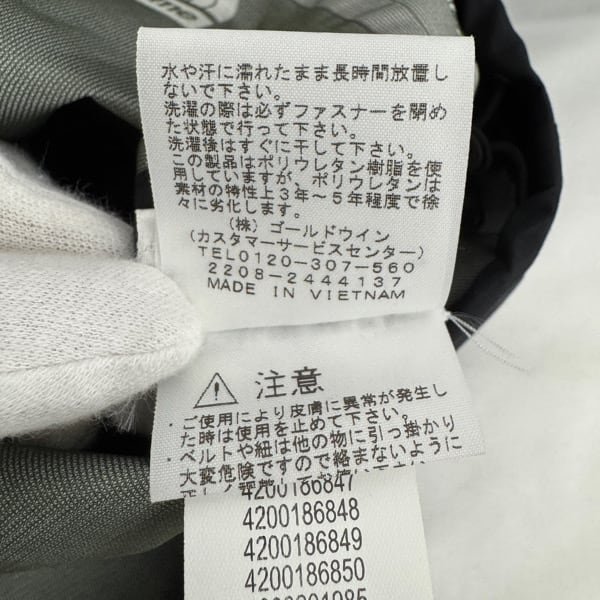 水や汗に濡れたまま長時間放置し
ないで下さい。
洗濯の際は必ずファスナーを閉め
た状態で行って下さい。
洗濯後はすぐに干して下さい。
この製品はポリウレタン樹脂を使
用していますが、ポリウレタンは
素材の特性上3年～5年程度で徐
々に劣化します。
(株) ゴールドウイン
(カスタマーサービスセンター)
TEL0120-307-560
2208-2444137
MADE IN VIETNAM
注意
・ご使用により皮膚に異常が発生し
た時は使用を止めて下さい。
・ベルトや紐は他の物に引っ掛かり
大変危険ですので絡まないように
4200186847
4200186848
4200186849
4200186850